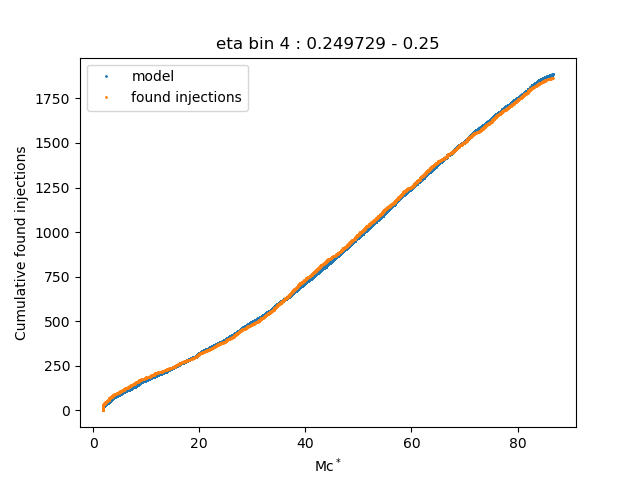 eta bin 4 : 0.249729 - 0.25
model
found injections
1750
1500
1250
1000
750
500
250
0
Cumulative found injections
0 20 40 60 80
Mc*